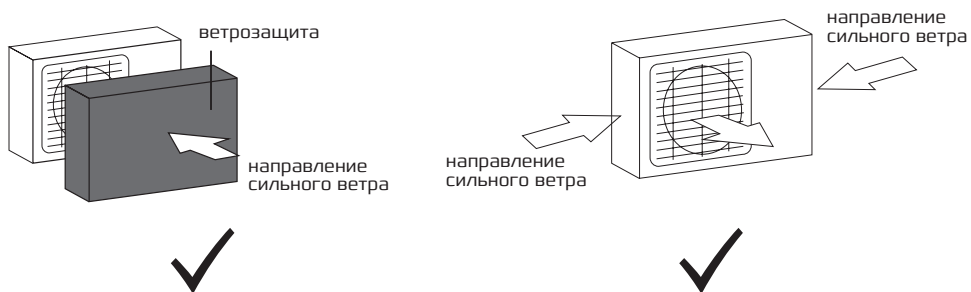 ветрозащита
направление
сильного ветра
направление
сильного ветра
направление
сильного ветра